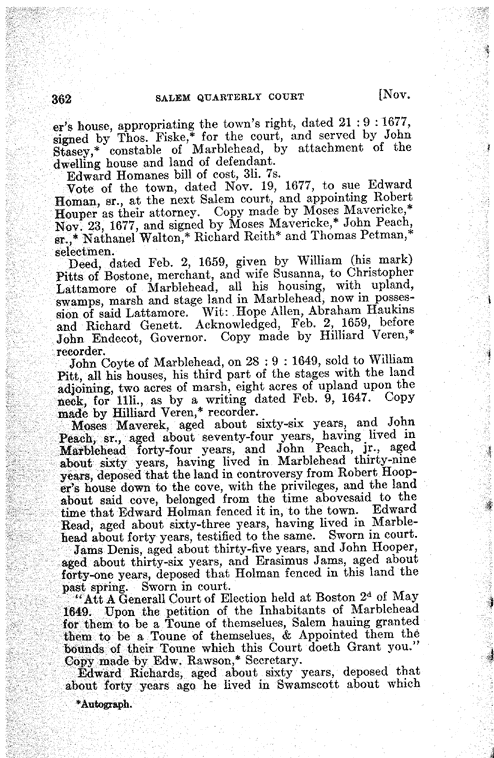 362 SALEM QUARTERLY COURT [Nov.
er's house, appropriating the town's right, dated 21 : 9 : 1677,
signed by Thos. Fiske,* for the court, and served by John
Stasey,* constable of Marblehead, by attachment of the
dwelling house and land of defendant.
Edward Homanes bill of cost, 3li. 7s.
Vote of the town, dated Nov. 19, 1677, to sue Edward
Homan, sr., at the next Salem court, and appointing Robert
Houper as their attorney. Copy made by Moses Mavericke,*
Nov. 23, 1677, and signed by Moses Mavericke,* John Peach,
sr.,* Nathanel Walton,* Richard Reith* and Thomas Petman,*
selectmen.
Deed, dated Feb. 2, 1659, given by William (his mark)
Pitts of Bostone, merchant, and wife Susanna, to Christopher
Lattamore of Marblehead, all his housing, with upland,
swamps, marsh and stage land in Marblehead, now in posses-
sion of said Lattamore. Wit: Hope Allen, Abraham Haukins
and Richard Genett. Acknowledged, Feb. 2, 1659, before
John Endecot, Governor. Copy made by Hilliard Veren,*
recorder.
John Coyte of Marblehead, on 28 : 9 : 1649, sold to William
Pitt, all his houses, his third part of the stages with the land
adjoining, two acres of marsh, eight acres of upland upon the
neck, for 11li., as by a writing dated Feb. 9, 1647. Copy
made by Hilliard Veren,* recorder.
Moses Maverek, aged about sixty-six years, and John
Peach, sr., aged about seventy-four years, having lived in
Marblehead forty-four years, and John Peach, jr., aged
about sixty years, having lived in Marblehead thirty-nine
years, deposed that the land in controversy from Robert Hoop-
er's house down to the cove, with the privileges, and the land
about said cove, belonged from the time abovesaid to the
time that Edward Holman fenced it in, to the town. Edward
Read, aged about sixty-three years, having lived in Marble-
head about forty years, testified to the same. Sworn in court.
Jams Denis, aged about thirty-five years, and John Hooper,
aged about thirty-six years, and Erasimus Jams, aged about
forty-one years, deposed that Holman fenced in this land the
past spring. Sworn in court.
"Att A Generall Court of Election held at Boston 2d of May
1649. Upon the petition of the Inhabitants of Marblehead
for them to be a Toune of themselues, Salem hauing granted
them to be a Toune of themselues, & Appointed them the
bounds of their Toune which this Court doeth Grant you."
Copy made by Edw. Rawson,* Secretary.
Edward Richards, aged about sixty years, deposed that
about forty years ago he lived in Swamscott about which
*Autograph.